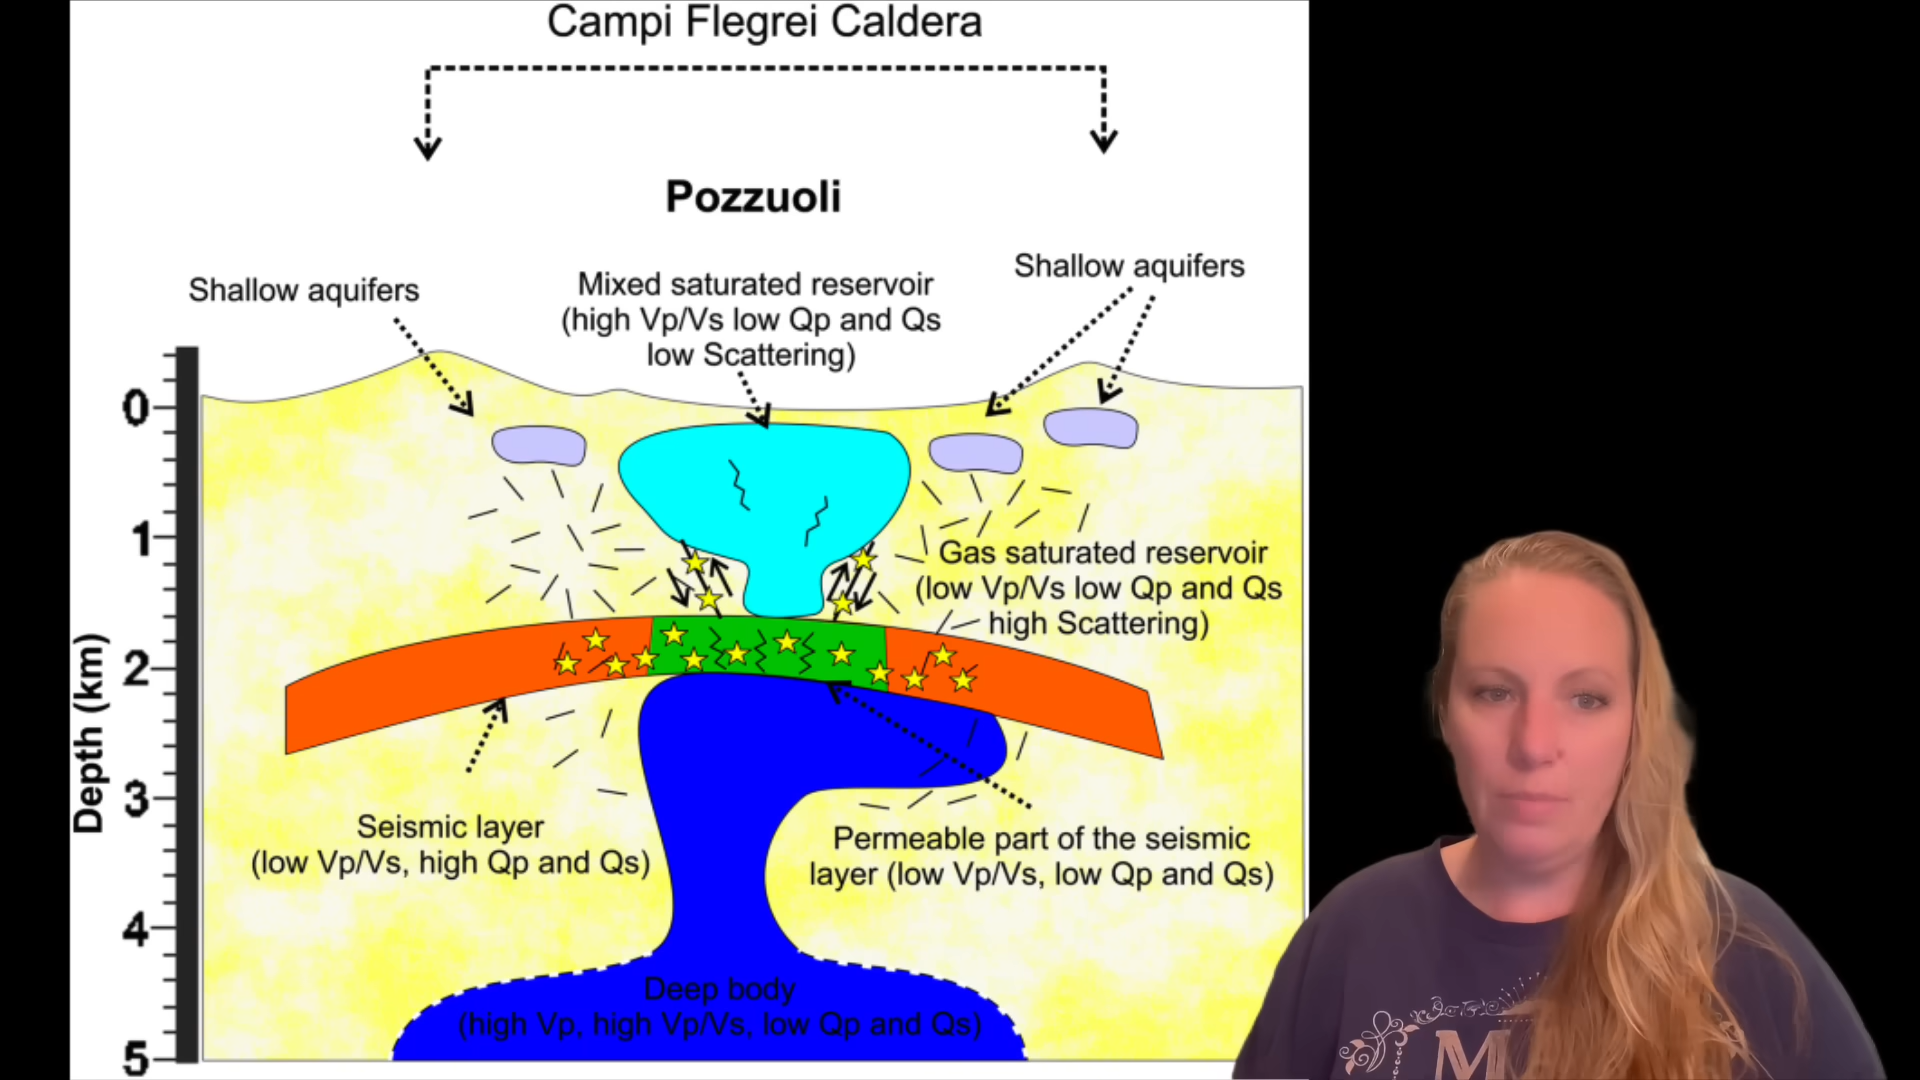 Campi Flegrei Caldera
Pozzuoli
Shallow aquifers
Mixed saturated reservoir
(high Vp/Vs low Qp and Qs
low Scattering)
Shallow aquifers
Gas saturated reservoir
(low Vp/Vs low Qp and Qs
high Scattering)
Depth (km)
0
1
2
3
4
5
Seismic layer
(low Vp/Vs, high Qp and Qs)
Permeable part of the seismic
layer (low Vp/Vs, low Qp and Qs)
Deep body
(high Vp, high Vp/Vs, low Qp and Qs)